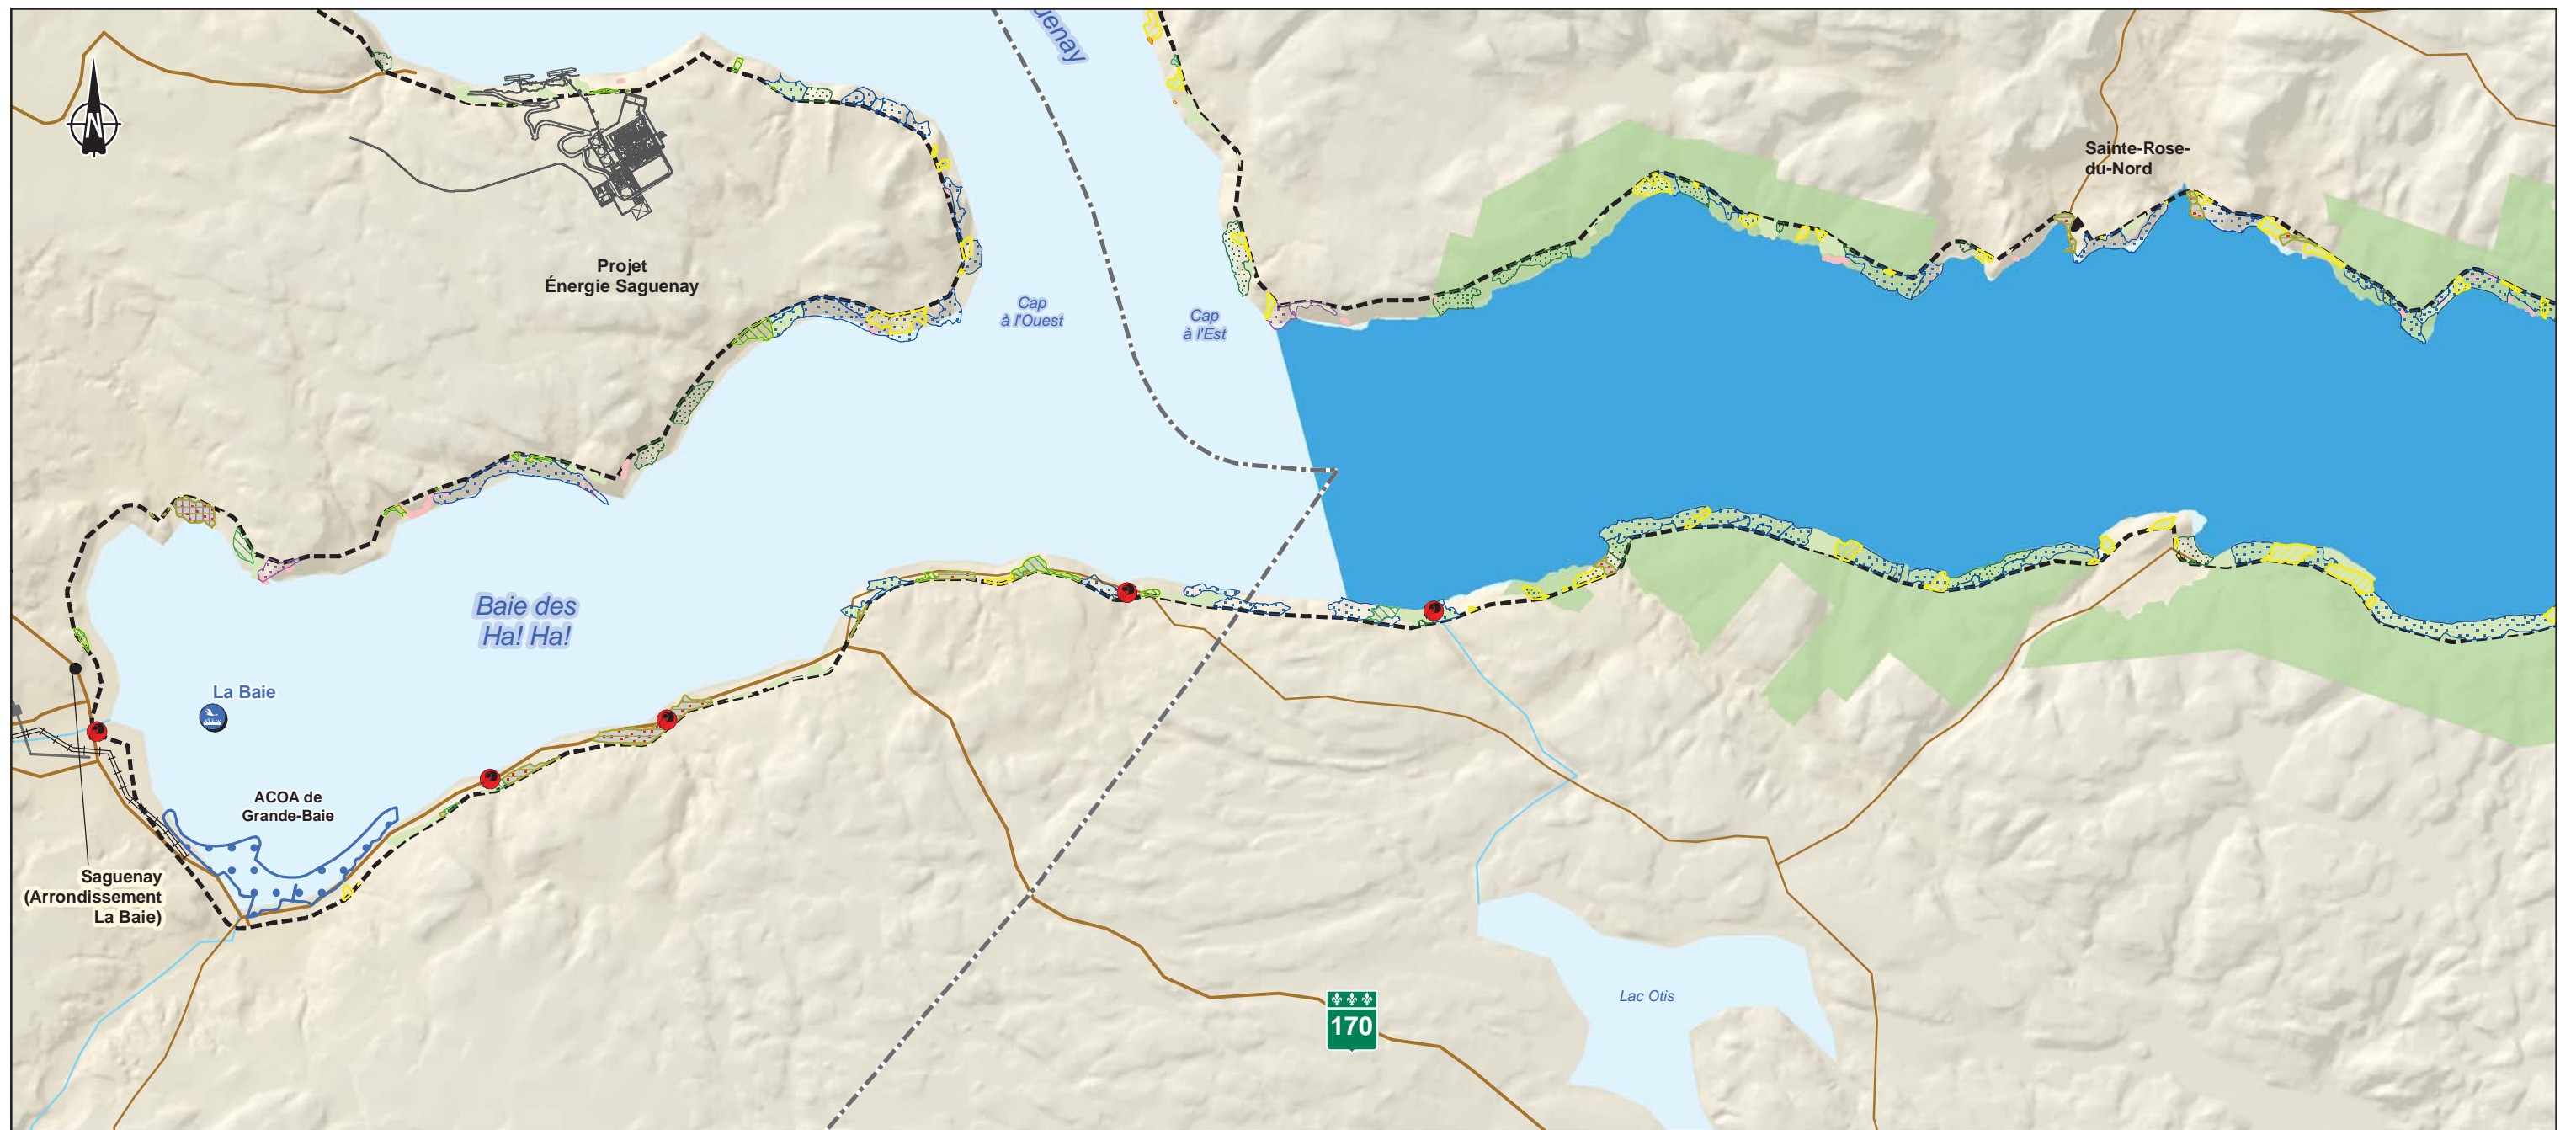 uenay
N
Sainte-Rose-
du-Nord
Projet
Énergie Saguenay
Cap
à l'Ouest
Cap
à l'Est
Baie des
Ha! Ha!
La Baie
ACOA de
Grande-Baie
Saguenay
(Arrondissement
La Baie)
Lac Otis
170